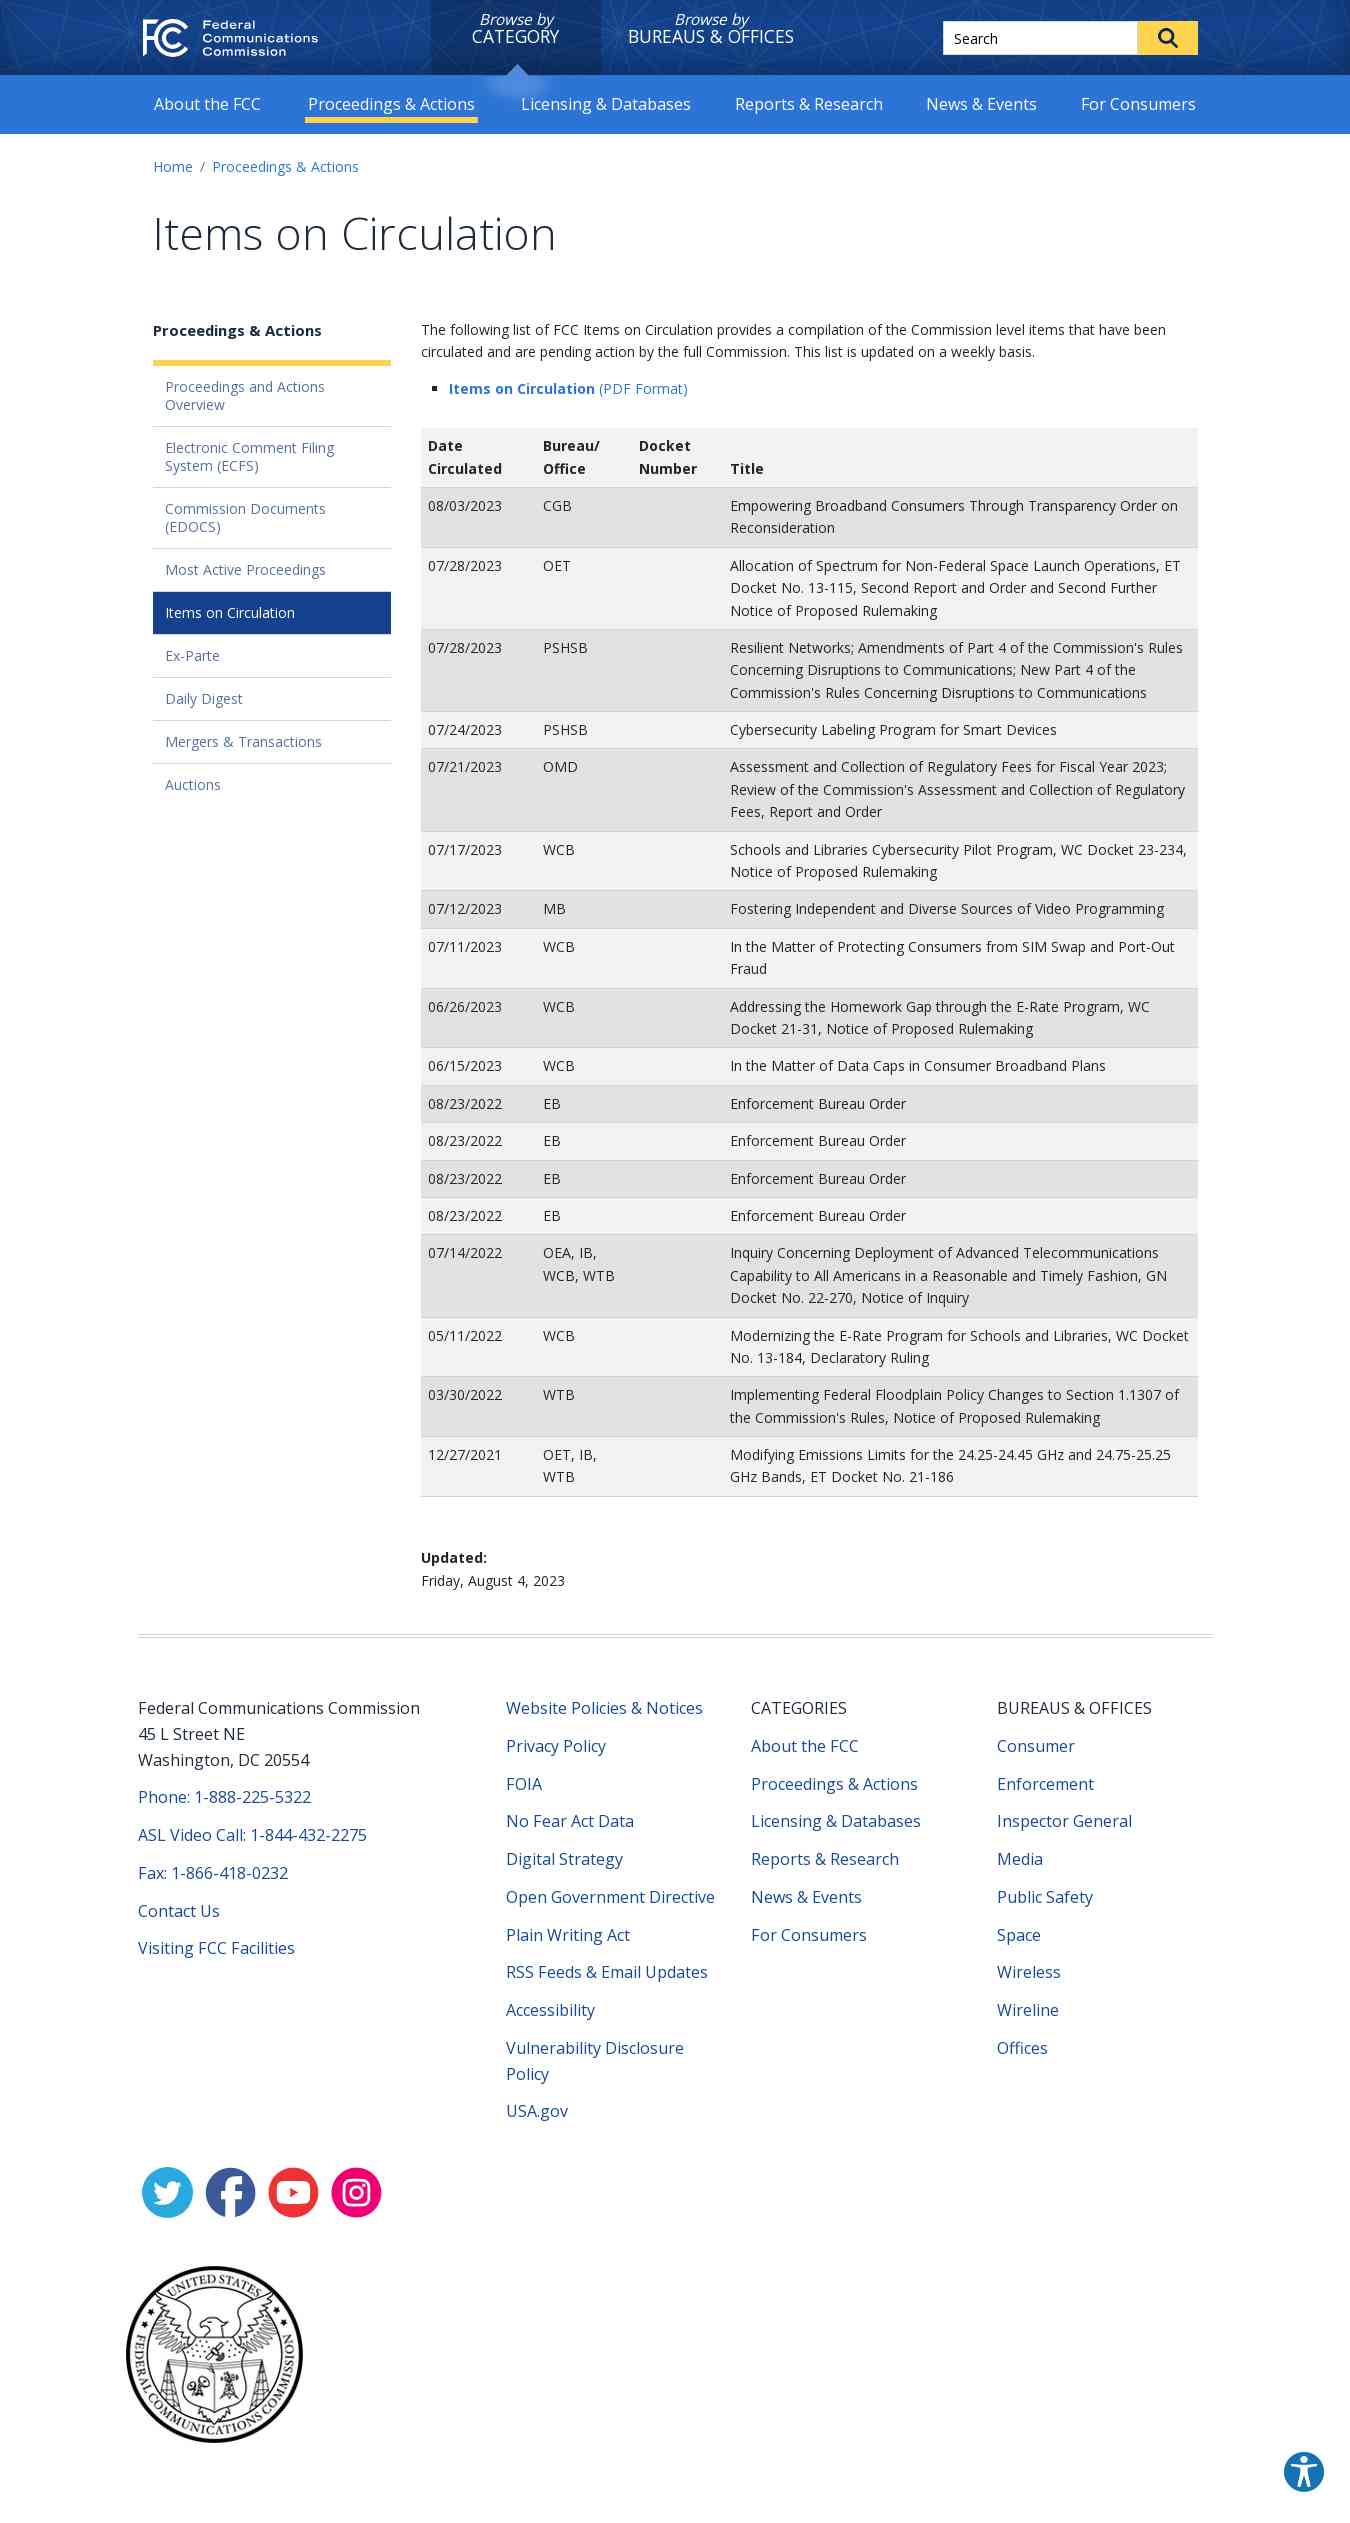 FCC Federal
Communications
Commission
Browse by
CATEGORY
Browse by
BUREAUS & OFFICES
Search
About the FCC
Proceedings & Actions
Licensing & Databases
Reports & Research
News & Events
For Consumers
Home / Proceedings & Actions
Items on Circulation
Proceedings & Actions
Proceedings and Actions
Overview
Electronic Comment Filing
System (ECFS)
Commission Documents
(EDOCS)
Most Active Proceedings
Items on Circulation
Ex-Parte
Daily Digest
Mergers & Transactions
Auctions
The following list of FCC Items on Circulation provides a compilation of the Commission level items that have been
circulated and are pending action by the full Commission. This list is updated on a weekly basis.
Items on Circulation (PDF Format)
Date Bureau/ Docket
Circulated Office Number Title
08/03/2023 CGB Empowering Broadband Consumers Through Transparency Order on
Reconsideration
07/28/2023 OET Allocation of Spectrum for Non-Federal Space Launch Operations, ET
Docket No. 13-115, Second Report and Order and Second Further
Notice of Proposed Rulemaking
07/28/2023 PSHSB Resilient Networks; Amendments of Part 4 of the Commission's Rules
Concerning Disruptions to Communications; New Part 4 of the
Commission's Rules Concerning Disruptions to Communications
07/24/2023 PSHSB Cybersecurity Labeling Program for Smart Devices
07/21/2023 OMD Assessment and Collection of Regulatory Fees for Fiscal Year 2023;
Review of the Commission's Assessment and Collection of Regulatory
Fees, Report and Order
07/17/2023 WCB Schools and Libraries Cybersecurity Pilot Program, WC Docket 23-234,
Notice of Proposed Rulemaking
07/12/2023 MB Fostering Independent and Diverse Sources of Video Programming
07/11/2023 WCB In the Matter of Protecting Consumers from SIM Swap and Port-Out
Fraud
06/26/2023 WCB Addressing the Homework Gap through the E-Rate Program, WC
Docket 21-31, Notice of Proposed Rulemaking
06/15/2023 WCB In the Matter of Data Caps in Consumer Broadband Plans
08/23/2022 EB Enforcement Bureau Order
08/23/2022 EB Enforcement Bureau Order
08/23/2022 EB Enforcement Bureau Order
08/23/2022 EB Enforcement Bureau Order
07/14/2022 OEA, IB, Inquiry Concerning Deployment of Advanced Telecommunications
WCB, WTB Capability to All Americans in a Reasonable and Timely Fashion, GN
Docket No. 22-270, Notice of Inquiry
05/11/2022 WCB Modernizing the E-Rate Program for Schools and Libraries, WC Docket
No. 13-184, Declaratory Ruling
03/30/2022 WTB Implementing Federal Floodplain Policy Changes to Section 1.1307 of
the Commission's Rules, Notice of Proposed Rulemaking
12/27/2021 OET, IB, Modifying Emissions Limits for the 24.25-24.45 GHz and 24.75-25.25
WTB GHz Bands, ET Docket No. 21-186
Updated:
Friday, August 4, 2023
Federal Communications Commission
45 L Street NE
Washington, DC 20554
Phone: 1-888-225-5322
ASL Video Call: 1-844-432-2275
Fax: 1-866-418-0232
Contact Us
Visiting FCC Facilities
Website Policies & Notices
Privacy Policy
FOIA
No Fear Act Data
Digital Strategy
Open Government Directive
Plain Writing Act
RSS Feeds & Email Updates
Accessibility
Vulnerability Disclosure
Policy
USA.gov
CATEGORIES
About the FCC
Proceedings & Actions
Licensing & Databases
Reports & Research
News & Events
For Consumers
BUREAUS & OFFICES
Consumer
Enforcement
Inspector General
Media
Public Safety
Space
Wireless
Wireline
Offices
UNITED STATES
FEDERAL COMMUNICATIONS COMMISSION